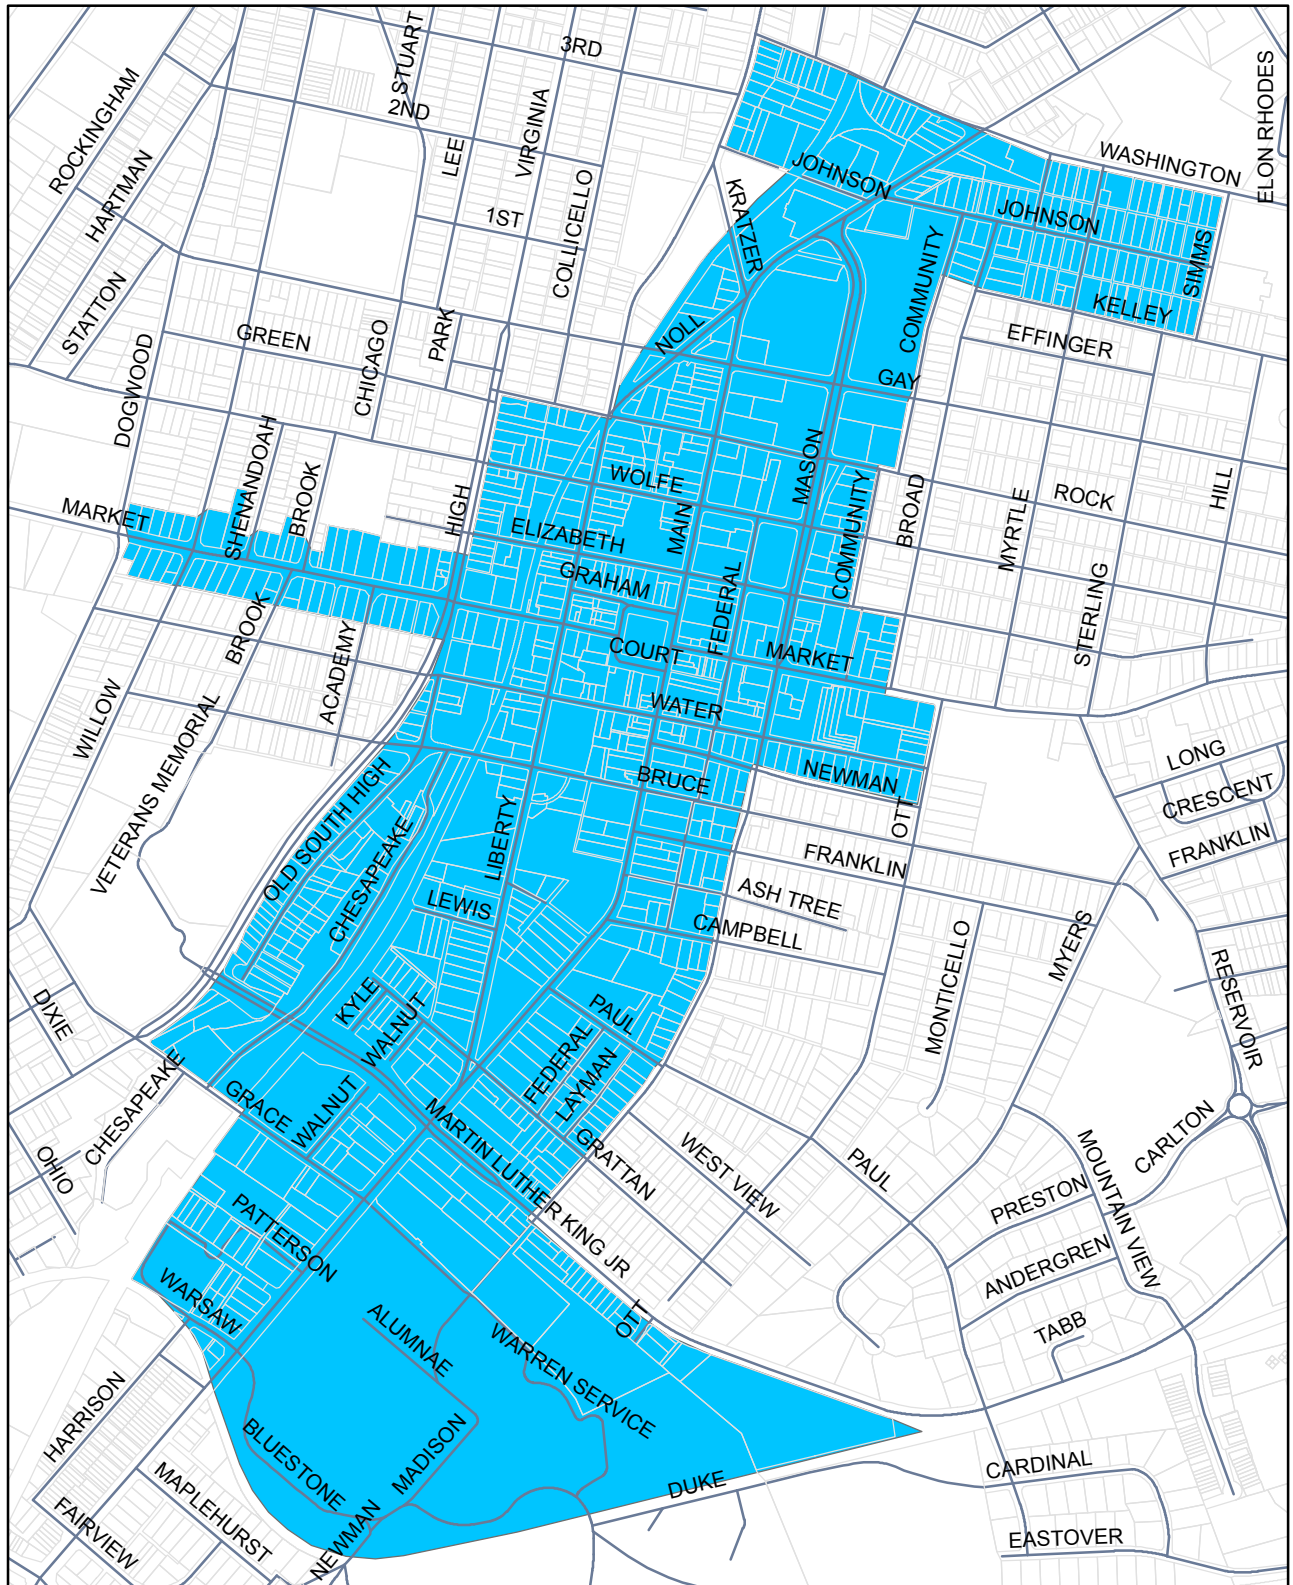 3RD
STUART
2ND
ROCKINGHAM
HARTMAN
LEE
VIRGINIA
ELON RHODES
WASHINGTON
JOHNSON
JOHNSON
KRATZER
1ST
COLLICELLO
COMMUNITY
SIMMS
STATTON
KELLEY
GREEN
PARK
NOLL
EFFINGER
CHICAGO
DOGWOOD
GAY
SHENANDOAH
BROOK
MASON
WOLFE
ROCK
HILL
MARKET
HIGH
ELIZABETH
MAIN
BROAD
MYRTLE
COMMUNITY
GRAHAM
FEDERAL
STERLING
BROOK
ACADEMY
COURT
MARKET
WATER
WILLOW
VETERANS MEMORIAL
LONG
BRUCE
NEWMAN
CRESCENT
OTT
FRANKLIN
OLD SOUTH HIGH
LIBERTY
CHESAPEAKE
FRANKLIN
ASH TREE
LEWIS
CAMPBELL
MYERS
MONTICELLO
RESERVOIR
DIXIE
KYLE
WALNUT
PAUL
FEDERAL
LAYMAN
CHESAPEAKE
GRACE
WALNUT
MARTIN LUTHER KING JR
GRATTAN
WEST VIEW
PAUL
CARLTON
MOUNTAIN VIEW
OHIO
PRESTON
PATTERSON
ANDERGREN
WARSAW
ALUMNAE
OTT
TABB
WARREN SERVICE
HARRISON
BLUESTONE
MADISON
DUKE
CARDINAL
MAPLEHURST
FAIRVIEW
NEWMAN
EASTOVER